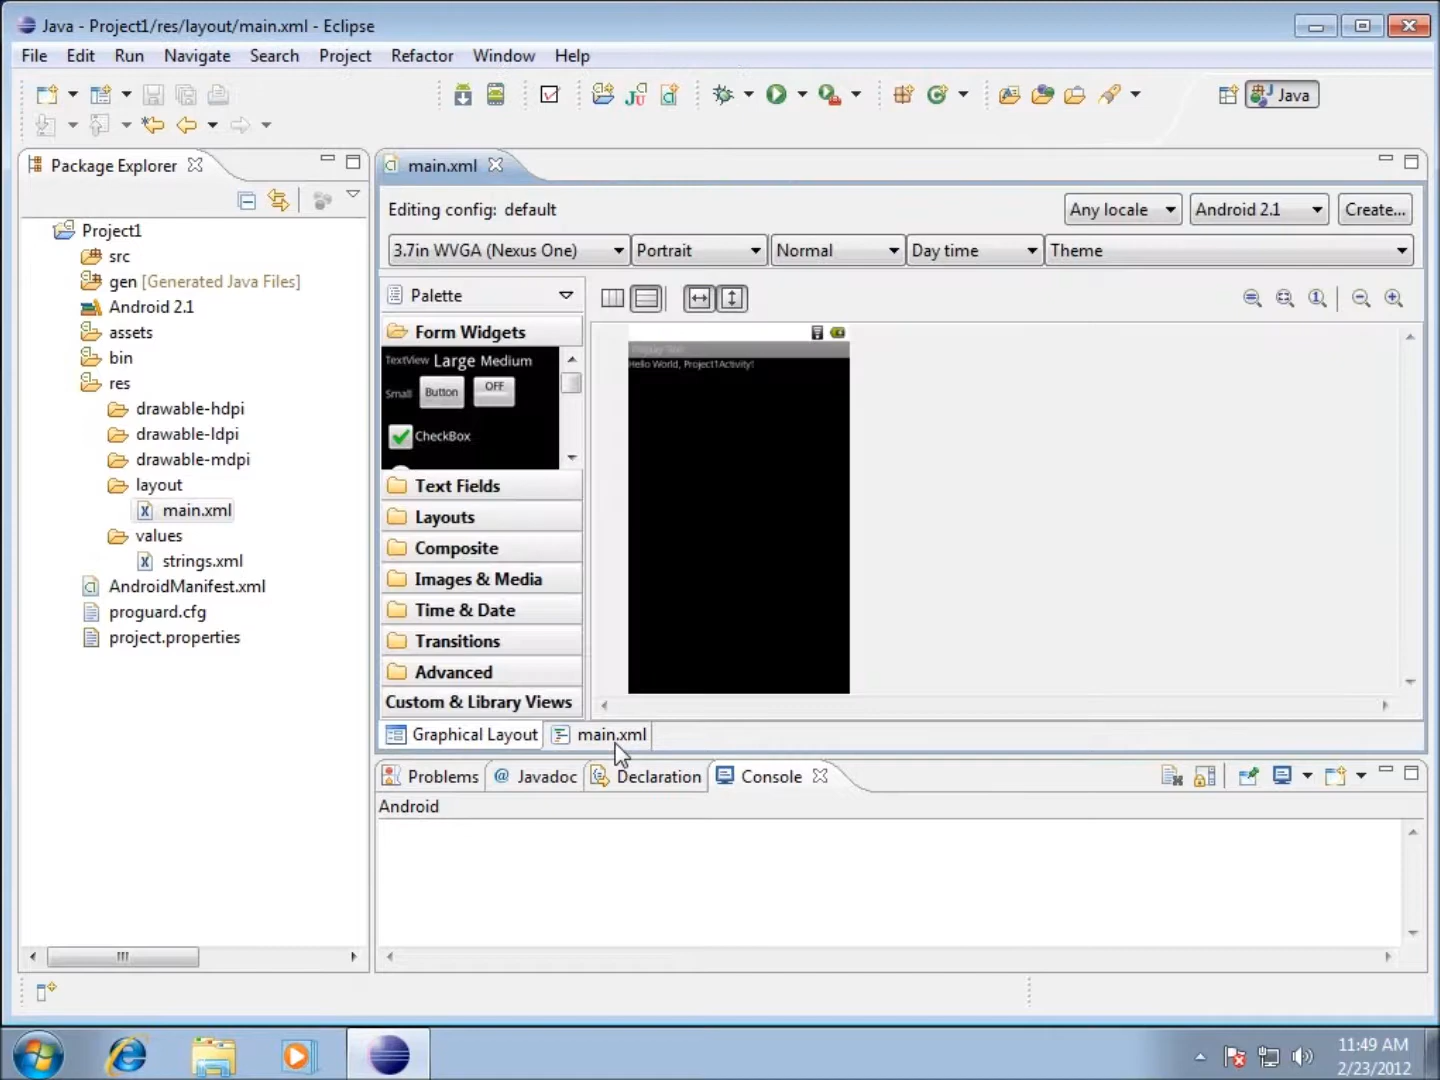 Java - Project1/res/layout/main.xml - Eclipse
File Edit Run Navigate Search Project Refactor Window Help
Java
Package Explorer
main.xml
Editing config: default
Any locale
Android 2.1
Create...
3.7in WVGA (Nexus One)
Portrait
Normal
Day time
Theme
Project1
src
gen [Generated Java Files]
Android 2.1
assets
bin
res
drawable-hdpi
drawable-ldpi
drawable-mdpi
layout
main.xml
values
strings.xml
AndroidManifest.xml
proguard.cfg
project.properties
Palette
Form Widgets
TextView Large Medium
Small Button OFF
CheckBox
Text Fields
Layouts
Composite
Images & Media
Time & Date
Transitions
Advanced
Custom & Library Views
Hello World, Project1Activity!
Graphical Layout
main.xml
Problems
@ Javadoc
Declaration
Console
Android
11:49 AM
2/23/2012